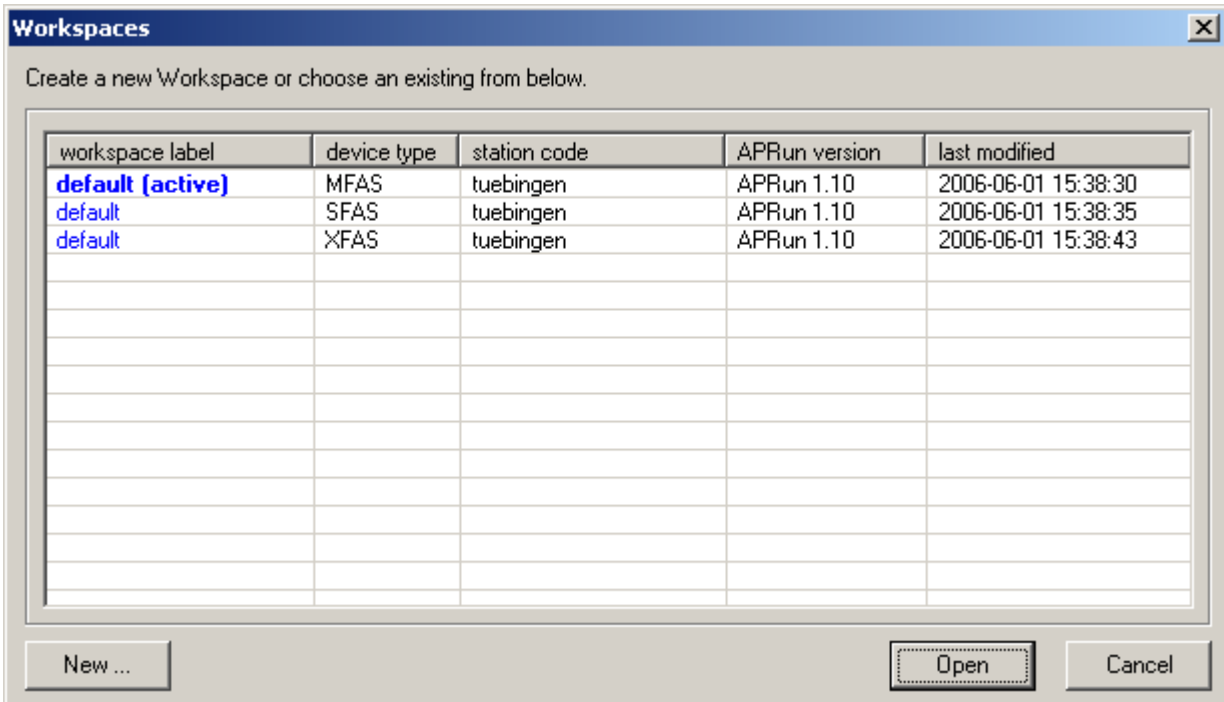 Workspaces
Create a new Workspace or choose an existing from below.
workspace label device type station code APRun version last modified
default (active) MFAS tuebingen APRun 1.10 2006-06-01 15:38:30
default SFAS tuebingen APRun 1.10 2006-06-01 15:38:35
default XFAS tuebingen APRun 1.10 2006-06-01 15:38:43
New ... Open Cancel